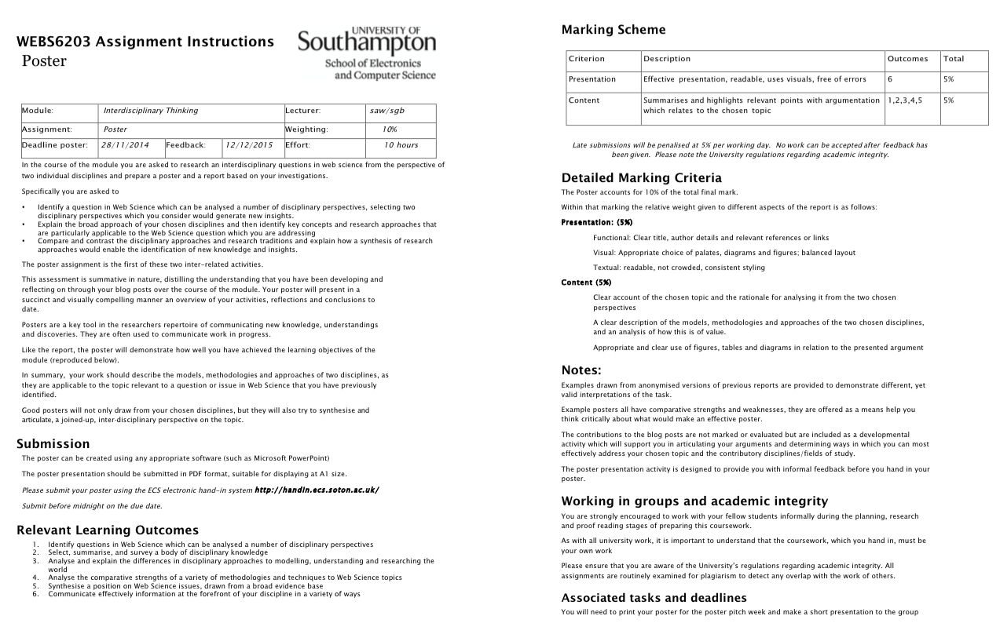 WEBS6203 Assignment Instructions
Poster
UNIVERSITY OF
Southampton
School of Electronics
and Computer Science
Module: Interdisciplinary Thinking Lecturer: saw/sgb
Assignment: Poster Weighting: 10%
Deadline poster: 28/11/2014 Feedback: 12/12/2015 Effort: 10 hours
In the course of the module you are asked to research an interdisciplinary questions in web science from the perspective of
two individual disciplines and prepare a poster and a report based on your investigations.
Specifically you are asked to
• Identify a question in Web Science which can be analysed a number of disciplinary perspectives, selecting two
disciplinary perspectives which you consider would generate new insights.
• Explain the broad approach of your chosen disciplines and then identify key concepts and research approaches that
are particularly applicable to the Web Science question which you are addressing
• Compare and contrast the disciplinary approaches and research traditions and explain how a synthesis of research
approaches would enable the identification of new knowledge and insights.
The poster assignment is the first of these two inter-related activities.
This assessment is summative in nature, distilling the understanding that you have been developing and
reflecting on through your blog posts over the course of the module. Your poster will present in a
succinct and visually compelling manner an overview of your activities, reflections and conclusions to
date.
Posters are a key tool in the researchers repertoire of communicating new knowledge, understandings
and discoveries. They are often used to communicate work in progress.
Like the report, the poster will demonstrate how well you have achieved the learning objectives of the
module (reproduced below).
In summary, your work should describe the models, methodologies and approaches of two disciplines, as
they are applicable to the topic relevant to a question or issue in Web Science that you have previously
identified.
Good posters will not only draw from your chosen disciplines, but they will also try to synthesise and
articulate, a joined-up, inter-disciplinary perspective on the topic.
Submission
The poster can be created using any appropriate software (such as Microsoft PowerPoint)
The poster presentation should be submitted in PDF format, suitable for displaying at A1 size.
Please submit your poster using the ECS electronic hand-in system http://handin.ecs.soton.ac.uk/
Submit before midnight on the due date.
Relevant Learning Outcomes
1. Identify questions in Web Science which can be analysed a number of disciplinary perspectives
2. Select, summarise, and survey a body of disciplinary knowledge
3. Analyse and explain the differences in disciplinary approaches to modelling, understanding and researching the
world
4. Analyse the comparative strengths of a variety of methodologies and techniques to Web Science topics
5. Synthesise a position on Web Science issues, drawn from a broad evidence base
6. Communicate effectively information at the forefront of your discipline in a variety of ways
Marking Scheme
Criterion Description Outcomes Total
Presentation Effective presentation, readable, uses visuals, free of errors 6 5%
Content Summarises and highlights relevant points with argumentation 1,2,3,4,5 5%
which relates to the chosen topic
Late submissions will be penalised at 5% per working day. No work can be accepted after feedback has
been given. Please note the University regulations regarding academic integrity.
Detailed Marking Criteria
The Poster accounts for 10% of the total final mark.
Within that marking the relative weight given to different aspects of the report is as follows:
Presentation: (5%)
Functional: Clear title, author details and relevant references or links
Visual: Appropriate choice of palates, diagrams and figures; balanced layout
Textual: readable, not crowded, consistent styling
Content (5%)
Clear account of the chosen topic and the rationale for analysing it from the two chosen
perspectives
A clear description of the models, methodologies and approaches of the two chosen disciplines,
and an analysis of how this is of value.
Appropriate and clear use of figures, tables and diagrams in relation to the presented argument
Notes:
Examples drawn from anonymised versions of previous reports are provided to demonstrate different, yet
valid interpretations of the task.
Example posters all have comparative strengths and weaknesses, they are offered as a means help you
think critically about what would make an effective poster.
The contributions to the blog posts are not marked or evaluated but are included as a developmental
activity which will support you in articulating your arguments and determining ways in which you can most
effectively address your chosen topic and the contributory disciplines/fields of study.
The poster presentation activity is designed to provide you with informal feedback before you hand in your
poster.
Working in groups and academic integrity
You are strongly encouraged to work with your fellow students informally during the planning, research
and proof reading stages of preparing this coursework.
As with all university work, it is important to understand that the coursework, which you hand in, must be
your own work
Please ensure that you are aware of the University's regulations regarding academic integrity. All
assignments are routinely examined for plagiarism to detect any overlap with the work of others.
Associated tasks and deadlines
You will need to print your poster for the poster pitch week and make a short presentation to the group